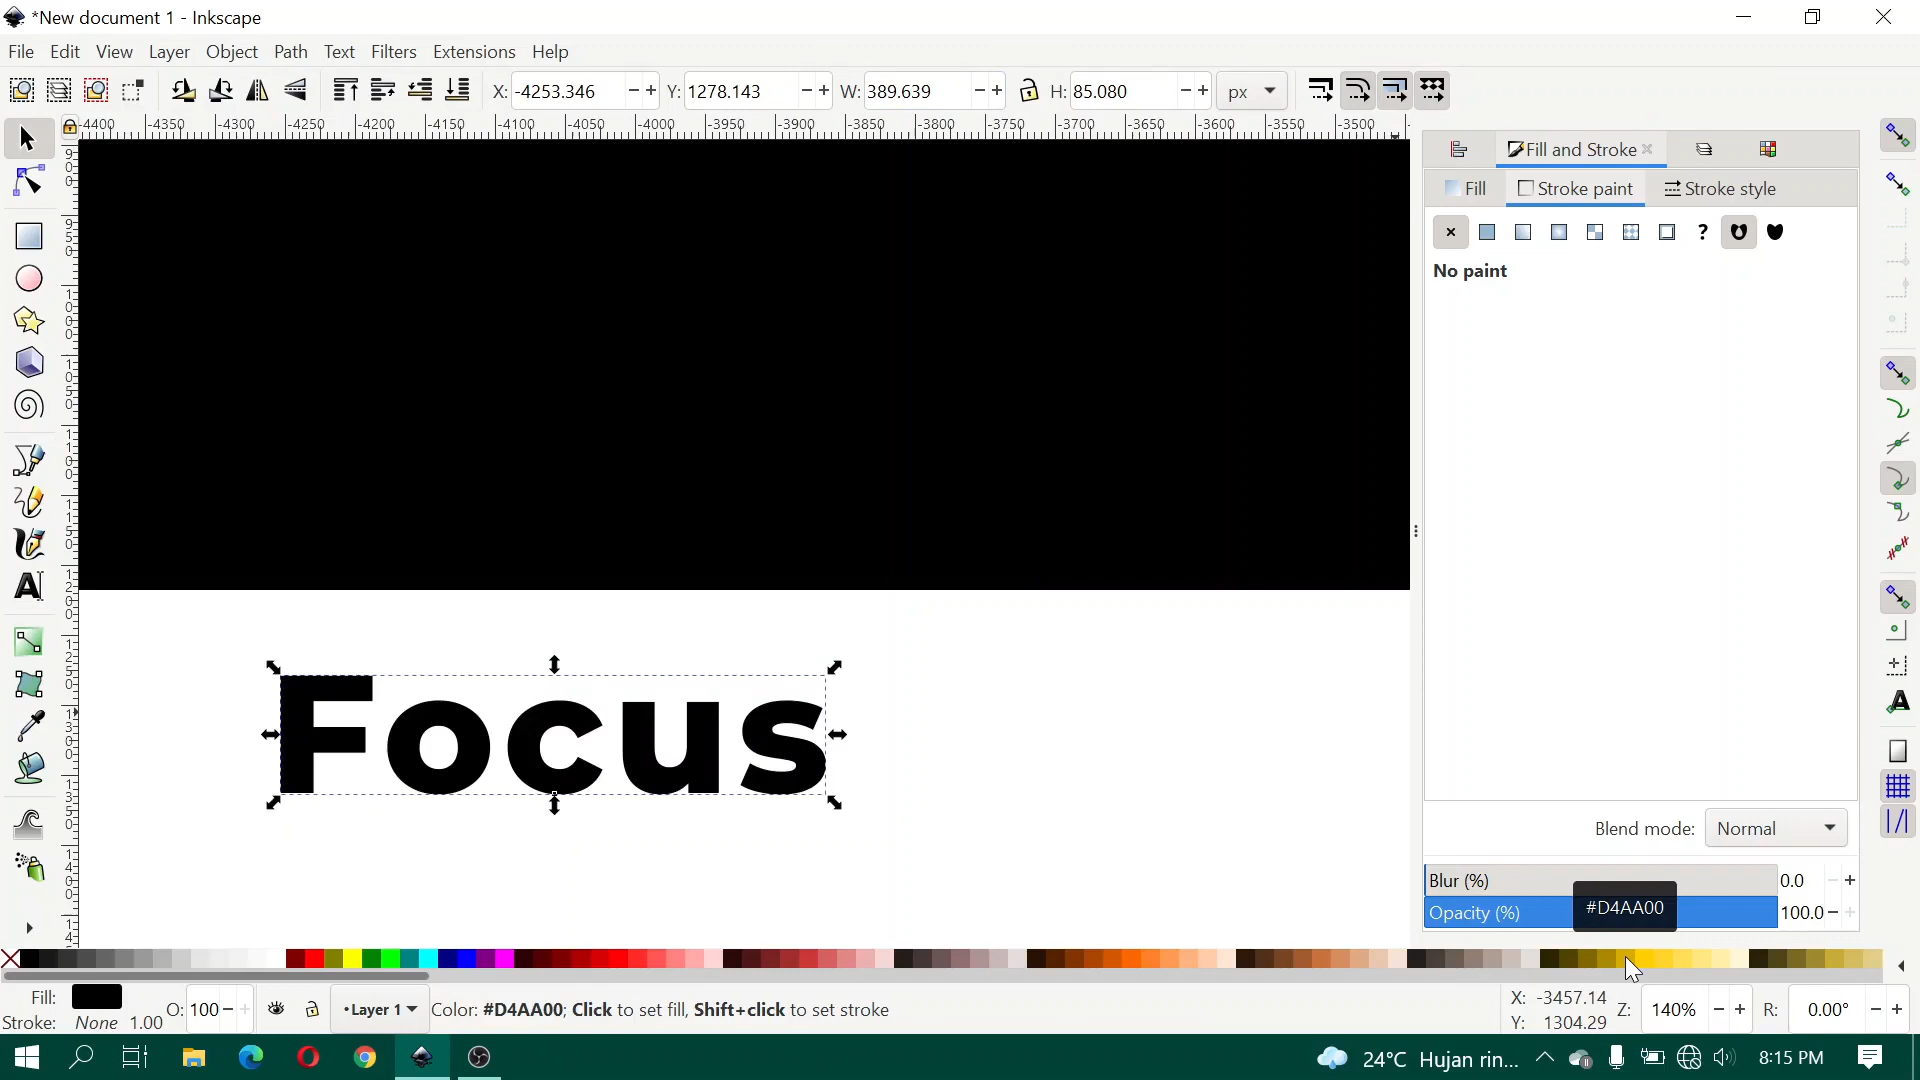 *New document 1 - Inkscape
File Edit View Layer Object Path Text Filters Extensions Help
X: -4253.346 Y: 1278.143 W: 389.639 H: 85.080 px
-4400 -4350 -4300 -4250 -4200 -4150 -4100 -4050 -4000 -3950 -3900 -3850 -3800 -3750 -3700 -3650 -3600 -3550 -3500
Fill and Stroke
Fill Stroke paint Stroke style
No paint
Focus
Blend mode: Normal
Blur (%) 0.0
Opacity (%) 100.0
#D4AA00
Fill: O: 100 Layer 1 Color: #D4AA00; Click to set fill, Shift+click to set stroke
Stroke: None 1.00
X: -3457.14
Y: 1304.29
Z: 140% R: 0.00°
24°C Hujan rin... 8:15 PM